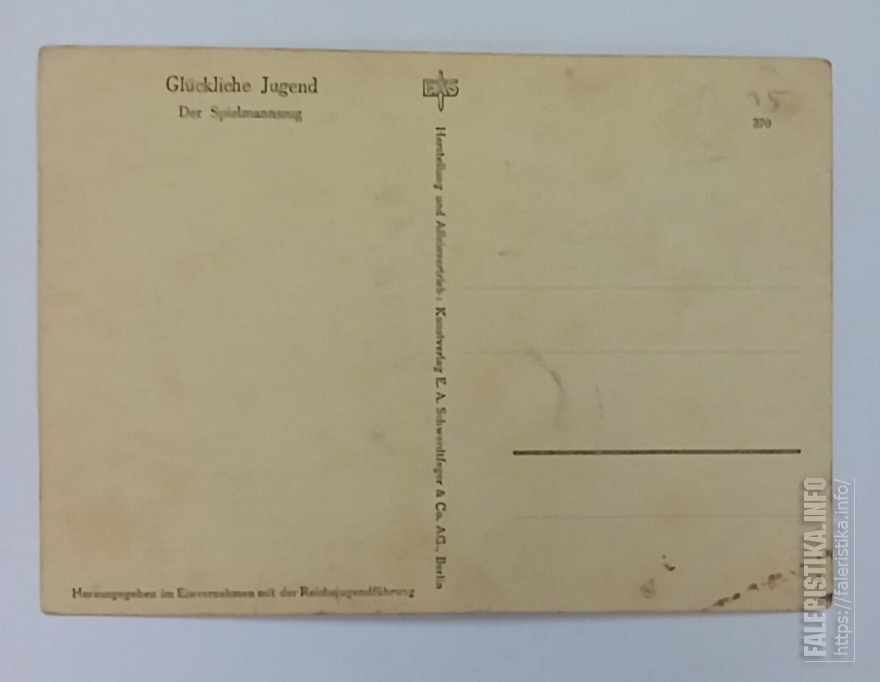 Glückliche Jugend
Der Spielmannszug
EAS
370
Herstellung und Alleinvertrieb: Kunstverlag E. A. Schwerdtfeger & Co. AG., Berlin
Herausgegeben im Einvernehmen mit der Reichsjugendführung
FALERISTIKA.INFO
https://faleristika.info/